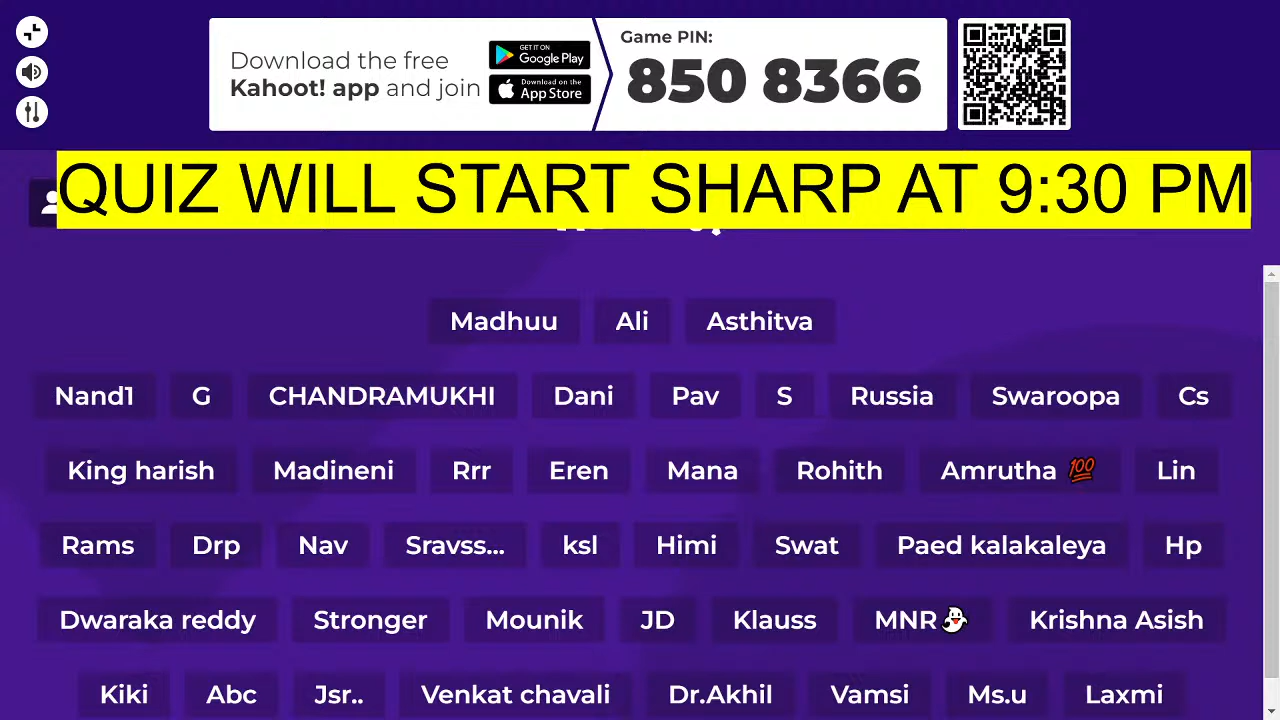 Download the free
Kahoot! app and join
GET IT ON
Google Play
Download on the
App Store
Game PIN:
850 8366
QUIZ WILL START SHARP AT 9:30 PM
Madhuu Ali Asthitva
Nand1 G CHANDRAMUKHI Dani Pav S Russia Swaroopa Cs
King harish Madineni Rrr Eren Mana Rohith Amrutha 💯 Lin
Rams Drp Nav Sravss... ksl Himi Swat Paed kalakaleya Hp
Dwaraka reddy Stronger Mounik JD Klauss MNR👻 Krishna Asish
Kiki Abc Jsr.. Venkat chavali Dr.Akhil Vamsi Ms.u Laxmi